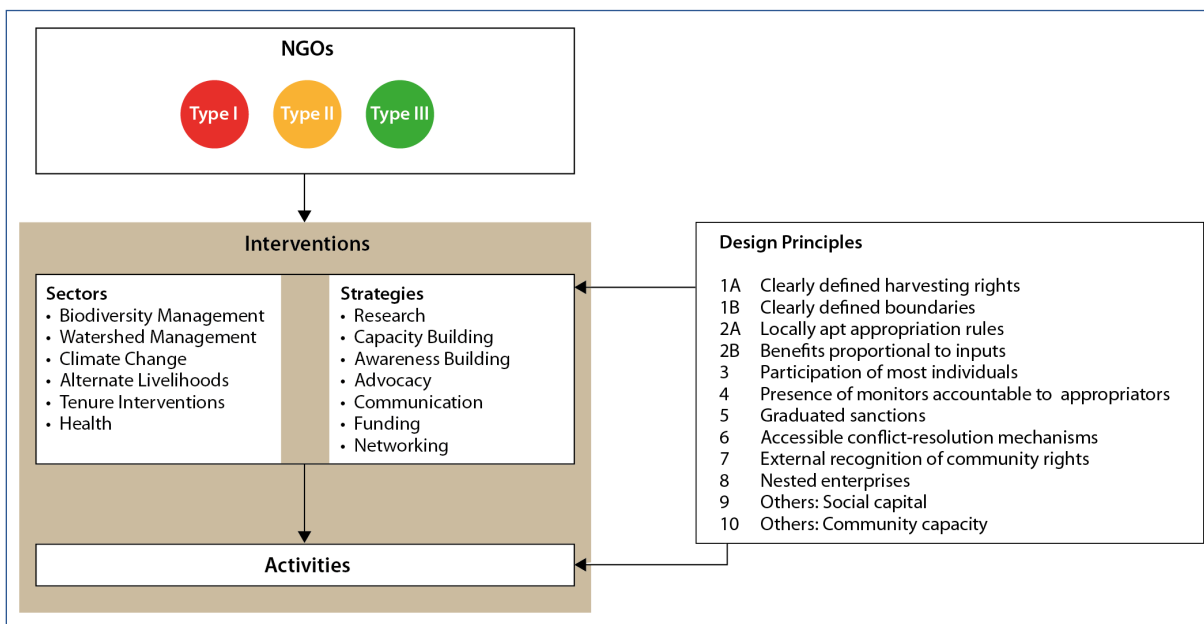 NGOs
Type I
Type II
Type III
Interventions
Sectors
• Biodiversity Management
• Watershed Management
• Climate Change
• Alternate Livelihoods
• Tenure Interventions
• Health
Strategies
• Research
• Capacity Building
• Awareness Building
• Advocacy
• Communication
• Funding
• Networking
Activities
Design Principles
1A Clearly defined harvesting rights
1B Clearly defined boundaries
2A Locally apt appropriation rules
2B Benefits proportional to inputs
3 Participation of most individuals
4 Presence of monitors accountable to appropriators
5 Graduated sanctions
6 Accessible conflict-resolution mechanisms
7 External recognition of community rights
8 Nested enterprises
9 Others: Social capital
10 Others: Community capacity